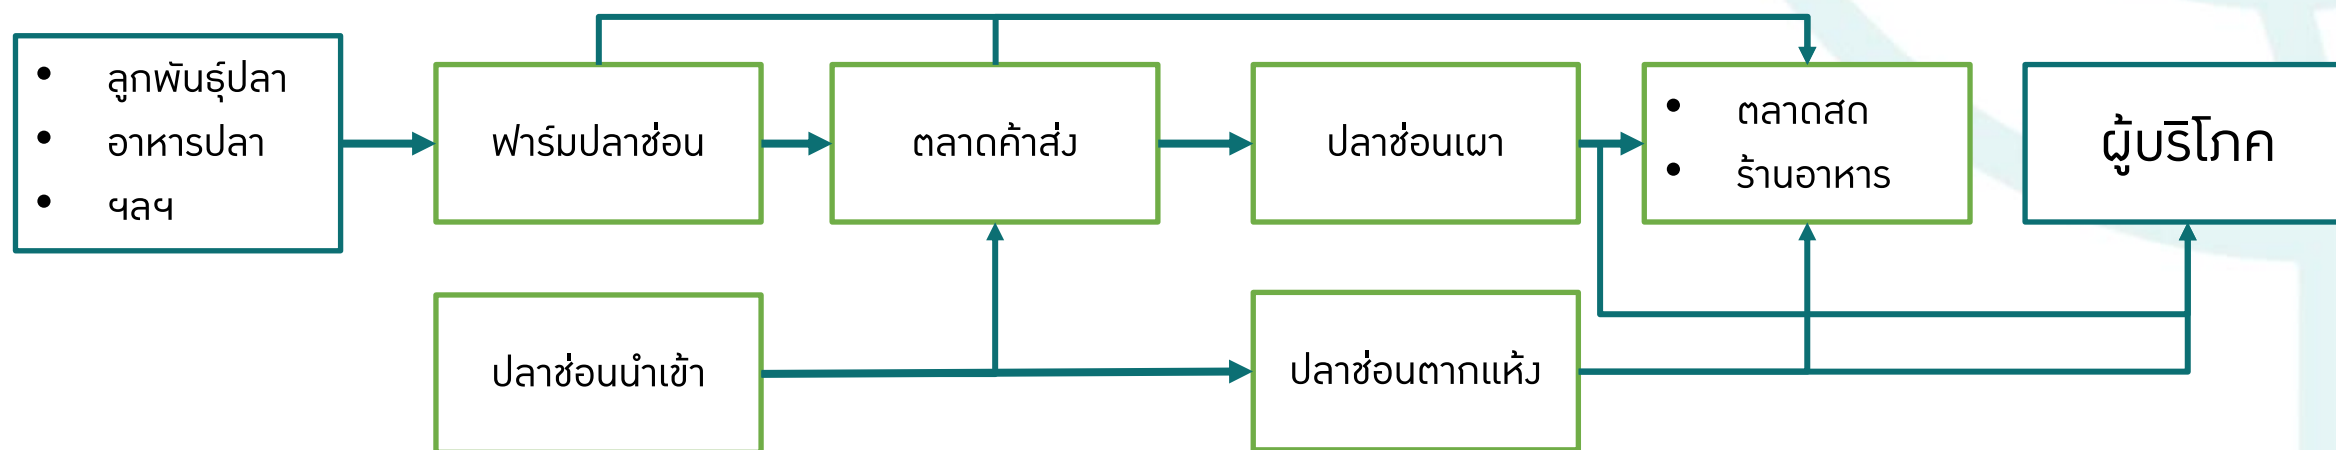 • ลูกพันธุ์ปลา
• อาหารปลา
• ฯลฯ
ฟาร์มปลาช่อน
ตลาดค้าส่ง
ปลาช่อนเผา
• ตลาดสด
• ร้านอาหาร
ผู้บริโภค
ปลาช่อนนำเข้า
ปลาช่อนตากแห้ง